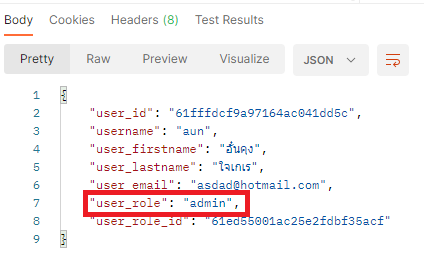 Body Cookies Headers (8) Test Results
Pretty Raw Preview Visualize JSON
1 {
2 "user_id": "61fffdcf9a97164ac041dd5c",
3 "username": "aun",
4 "user_firstname": "อั๋นคุง",
5 "user_lastname": "ใจเกเร",
6 "user_email": "asdad@hotmail.com",
7 "user_role": "admin",
8 "user_role_id": "61ed55001ac25e2fdbf35acf"
9 }